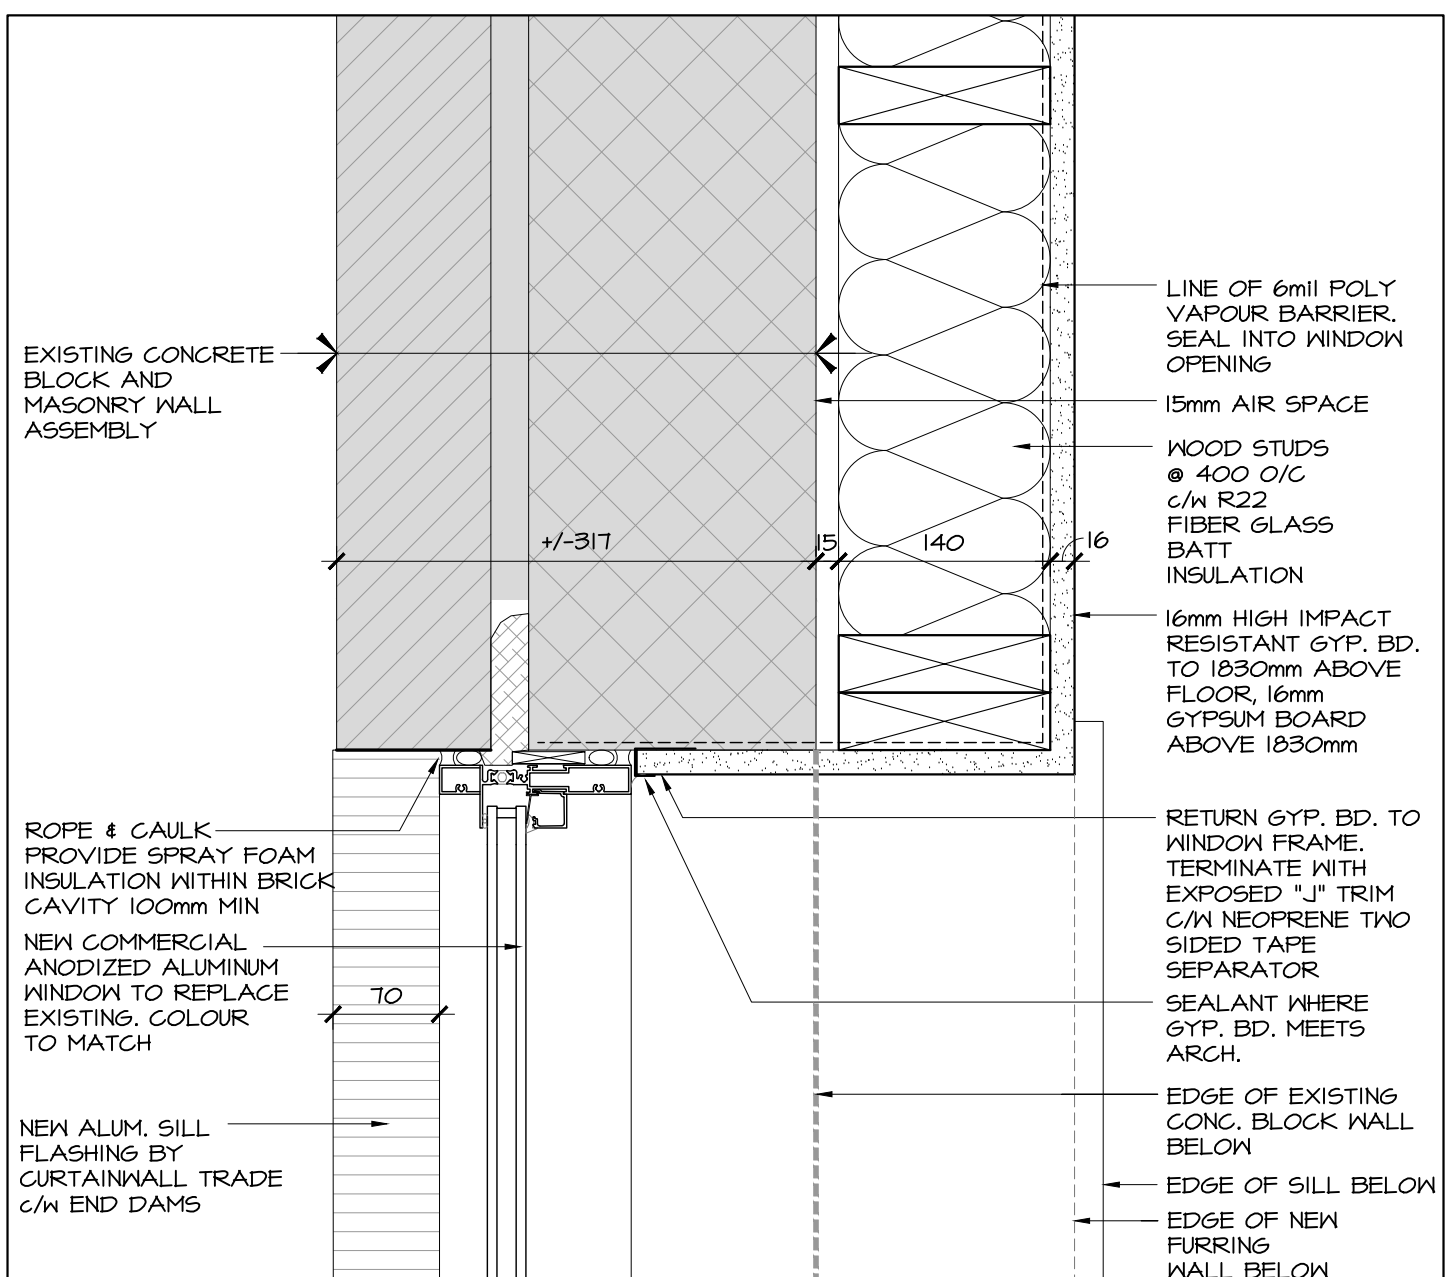 EXISTING CONCRETE
BLOCK AND
MASONRY WALL
ASSEMBLY
LINE OF 6mil POLY
VAPOUR BARRIER.
SEAL INTO WINDOW
OPENING
15mm AIR SPACE
WOOD STUDS
@ 400 O/C
c/w R22
FIBER GLASS
BATT
INSULATION
+/-317
15
140
16
16mm HIGH IMPACT
RESISTANT GYP. BD.
TO 1830mm ABOVE
FLOOR, 16mm
GYPSUM BOARD
ABOVE 1830mm
ROPE & CAULK
PROVIDE SPRAY FOAM
INSULATION WITHIN BRICK
CAVITY 100mm MIN
NEW COMMERCIAL
ANODIZED ALUMINUM
WINDOW TO REPLACE
EXISTING. COLOUR
TO MATCH
70
NEW ALUM. SILL
FLASHING BY
CURTAINWALL TRADE
c/w END DAMS
RETURN GYP. BD. TO
WINDOW FRAME.
TERMINATE WITH
EXPOSED "J" TRIM
C/W NEOPRENE TWO
SIDED TAPE
SEPARATOR
SEALANT WHERE
GYP. BD. MEETS
ARCH.
EDGE OF EXISTING
CONC. BLOCK WALL
BELOW
EDGE OF SILL BELOW
EDGE OF NEW
FURRING
WALL BELOW